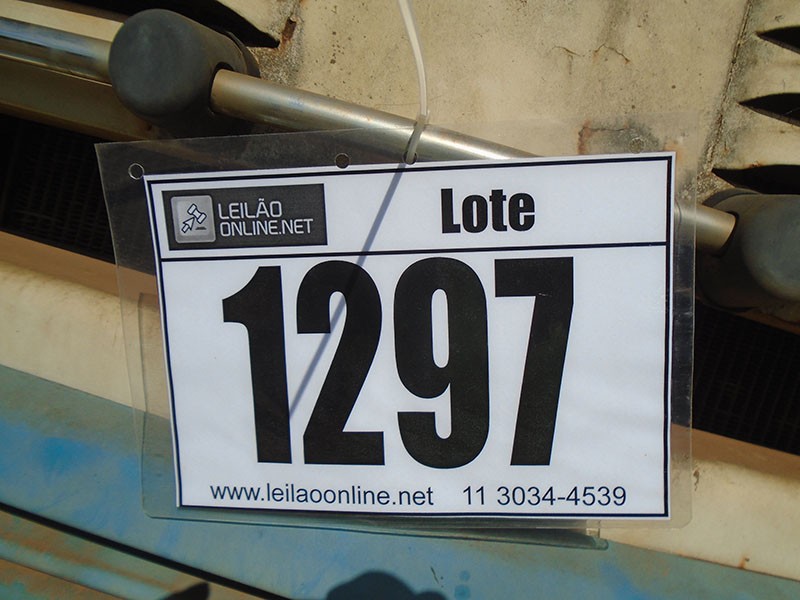 LEILÃO
ONLINE.NET
Lote
1297
www.leilaoonline.net 11 3034-4539